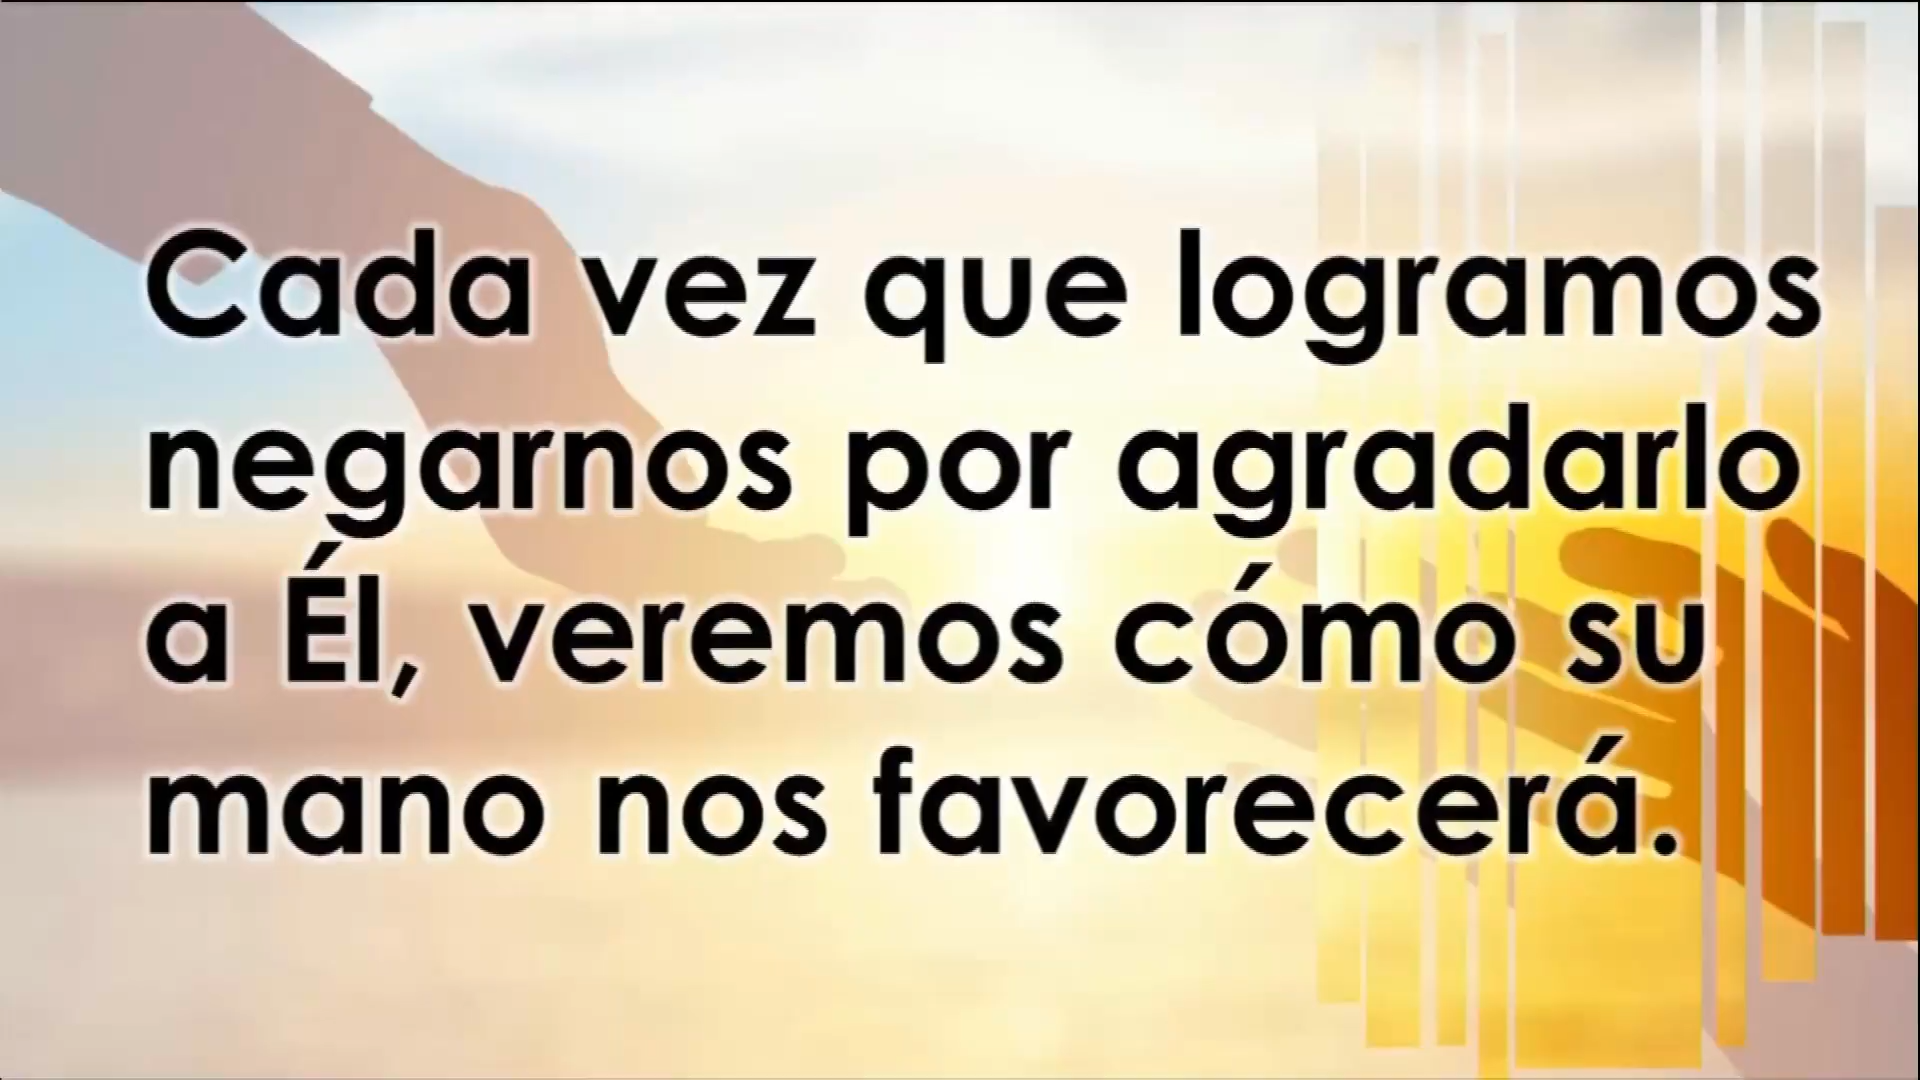 Cada vez que logramos
negarnos por agradarlo
a Él, veremos cómo su
mano nos favorecerá.